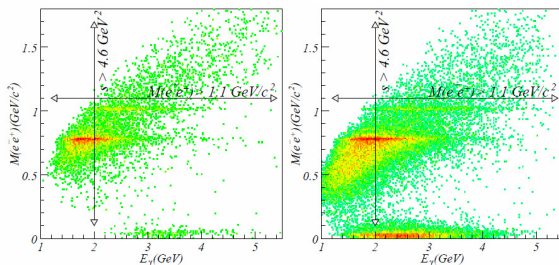 M(e⁻e⁺)(GeV/c²)
1.5
1
0.5
0
s > 4.6 GeV²
M(e⁻e⁺) > 1.1 GeV/c²
1 2 3 4 5
Eγ(GeV)
M(e⁻e⁺)(GeV/c²)
1.5
1
0.5
0
s > 4.6 GeV²
M(e⁻e⁺) > 1.1 GeV/c²
1 2 3 4 5
Eγ(GeV)